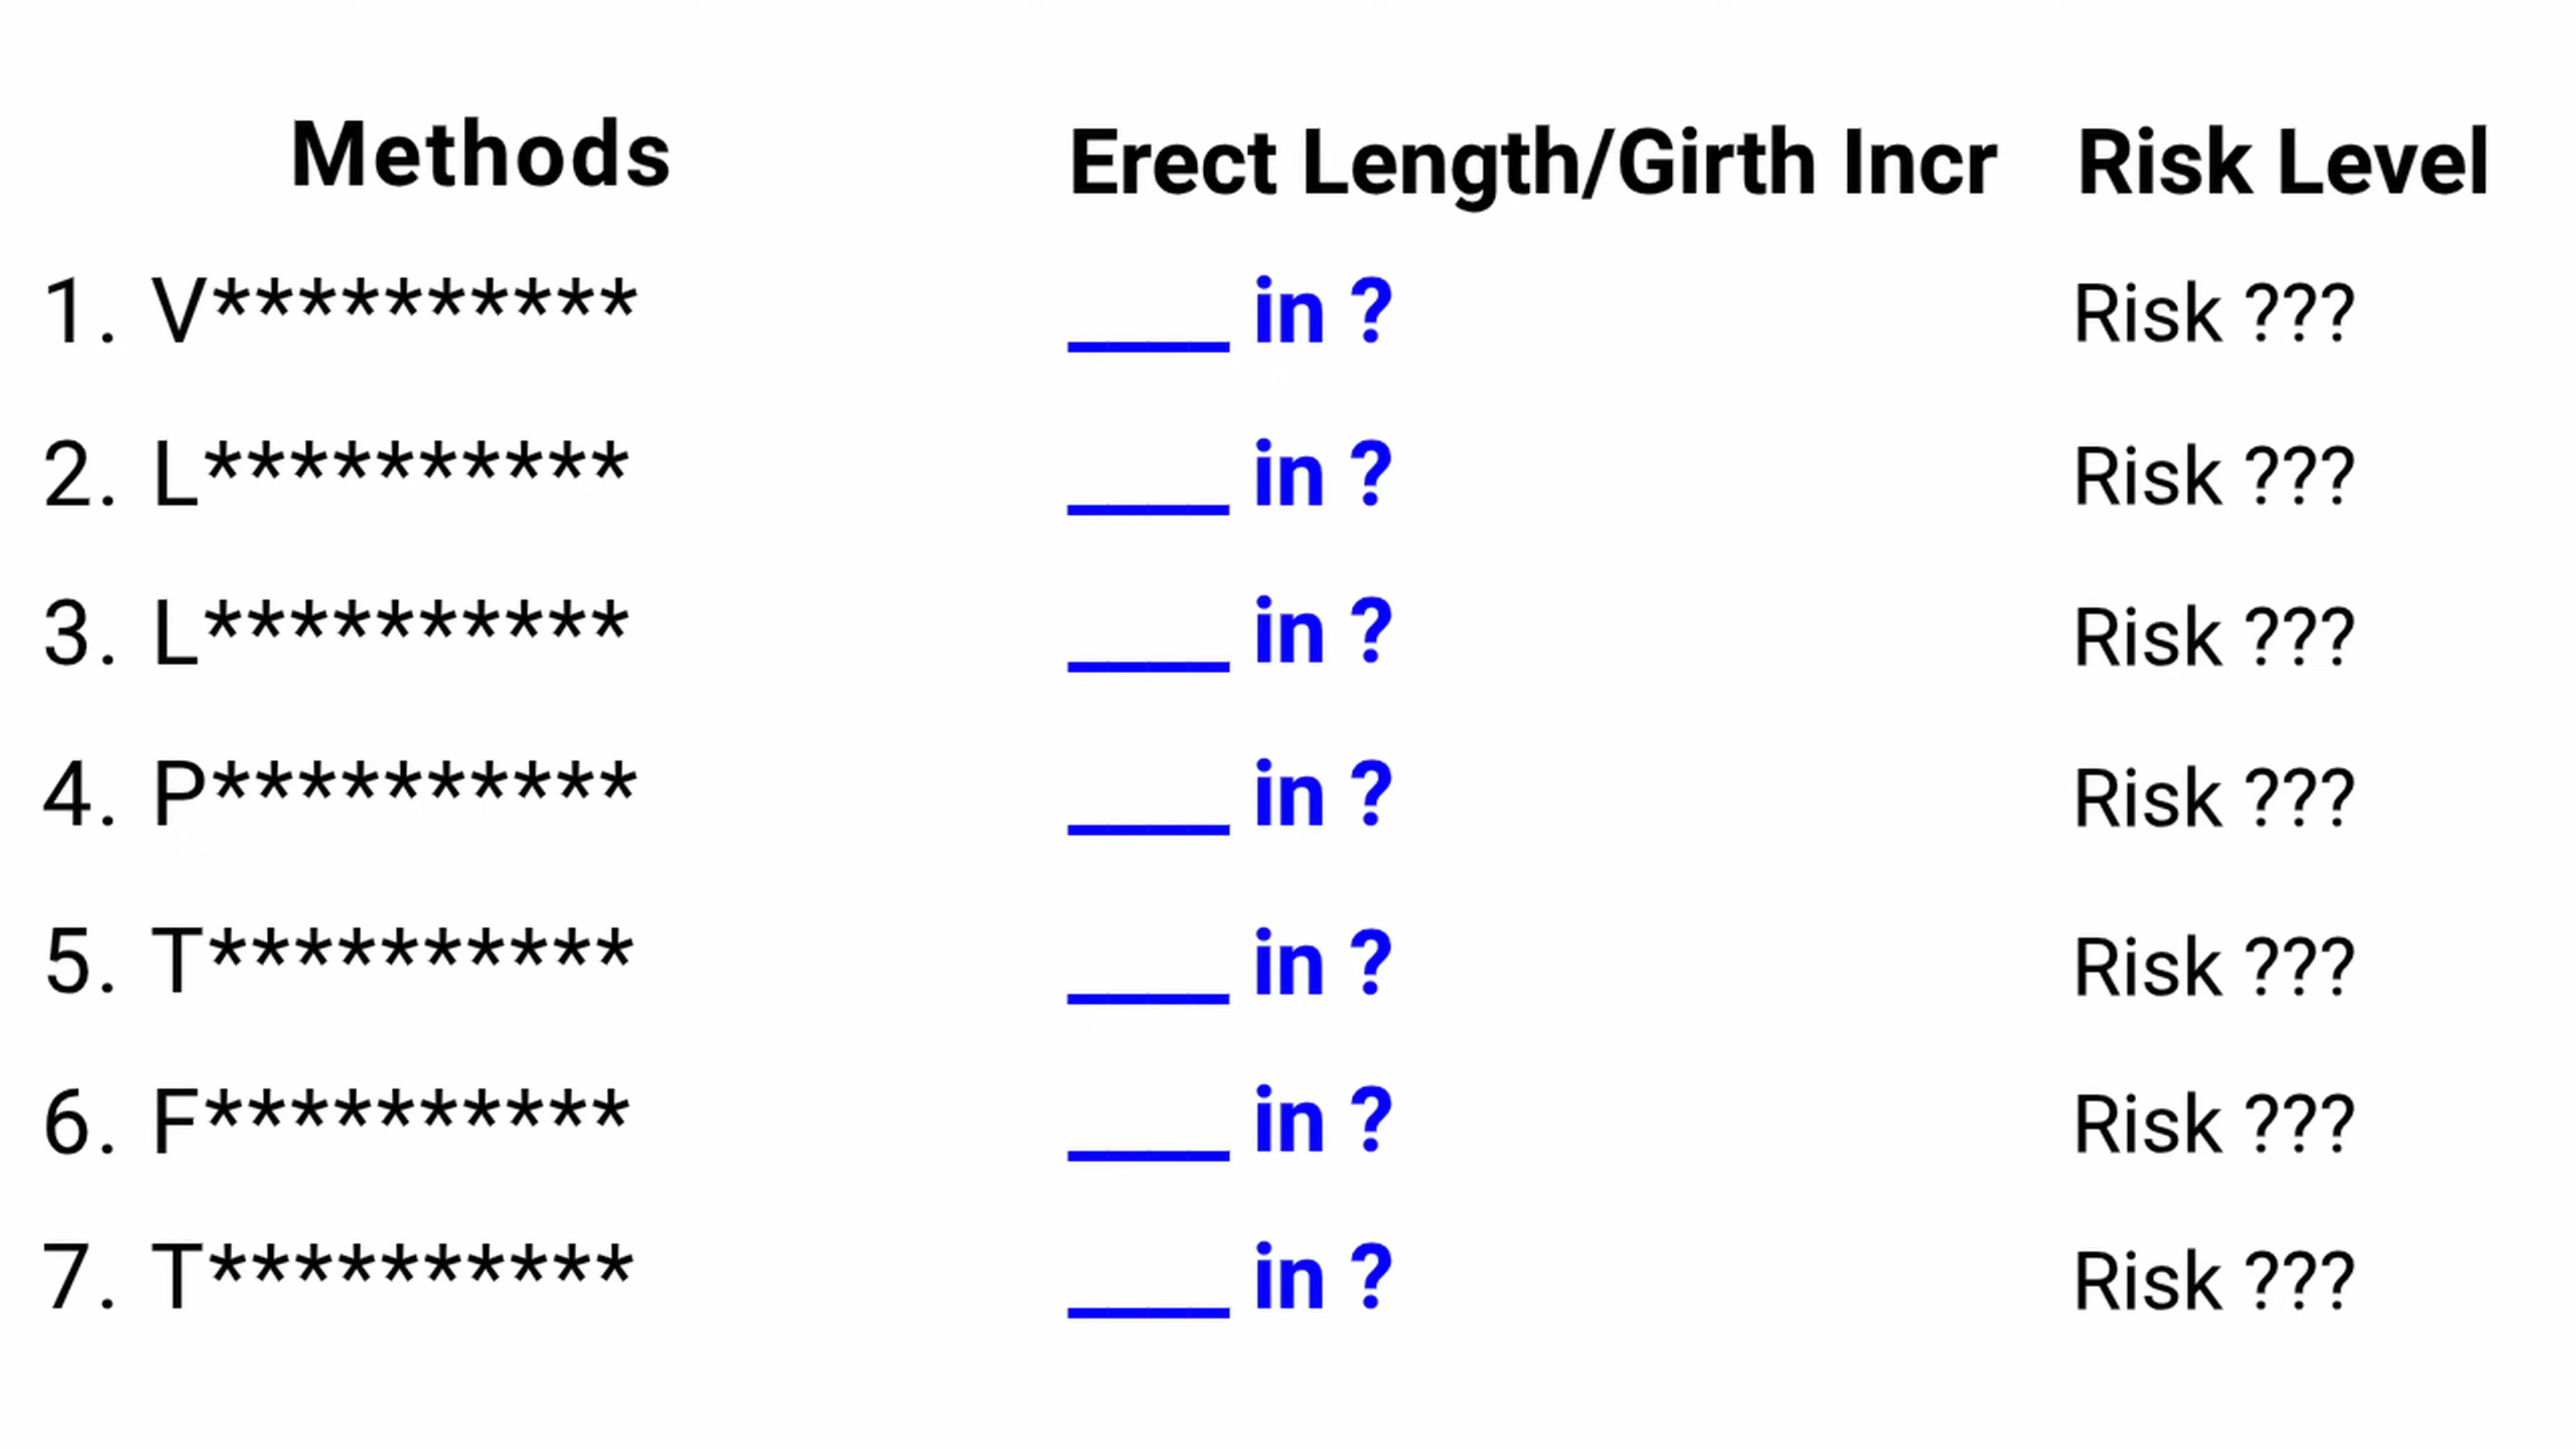 Methods Erect Length/Girth Incr Risk Level
1. V********** ____ in ? Risk ???
2. L********** ____ in ? Risk ???
3. L********** ____ in ? Risk ???
4. P********** ____ in ? Risk ???
5. T********** ____ in ? Risk ???
6. F********** ____ in ? Risk ???
7. T********** ____ in ? Risk ???